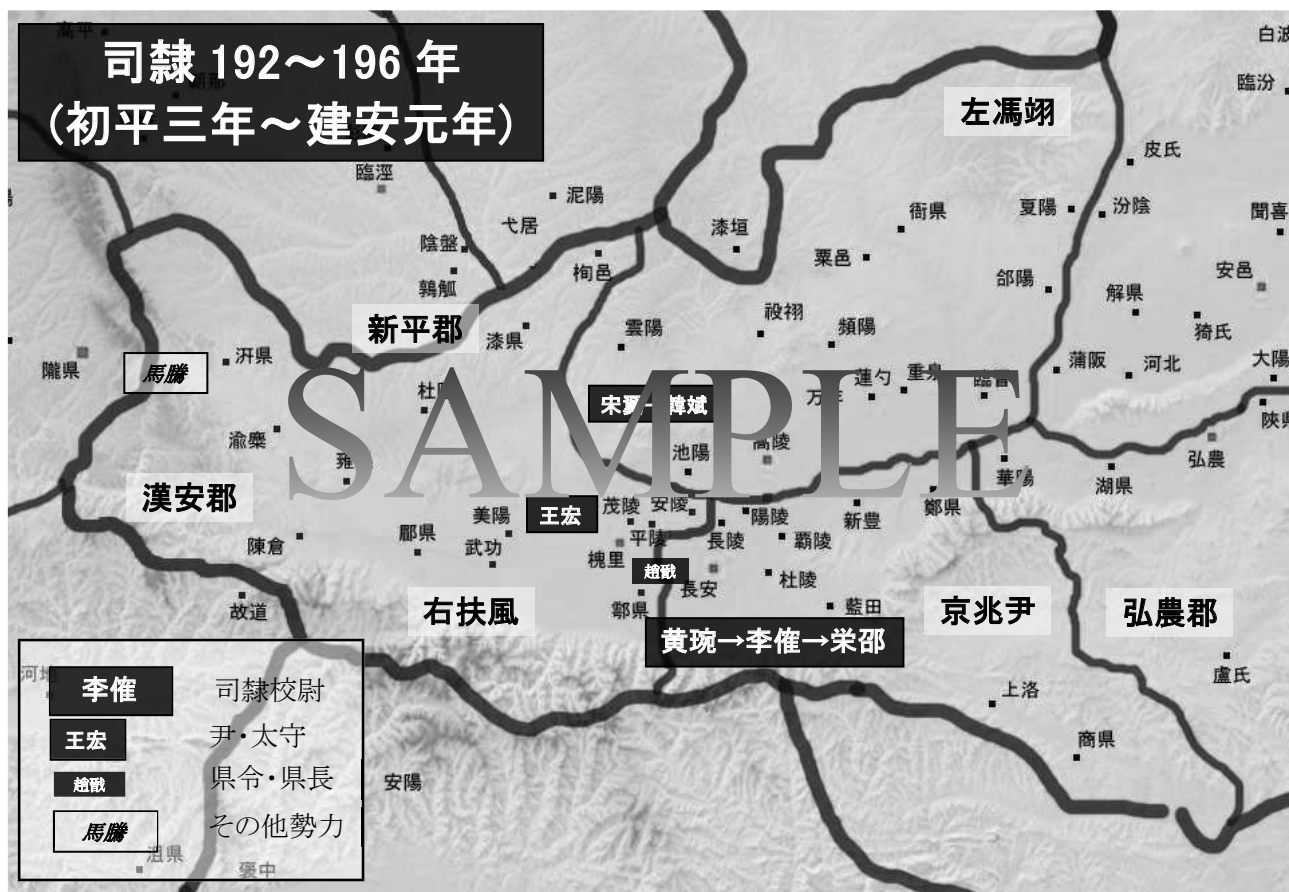 司隸 192～196 年
(初平三年～建安元年)
高平
白波
臨汾
左馮翊
皮氏
臨涇
泥陽
弋居
漆垣
衙県
夏陽
汾陰
聞喜
陰盤
栒邑
粟邑
郃陽
安邑
鶉觚
解県
新平郡
漆県
雲陽
祋祤
頻陽
猗氏
隴県
馬騰
汧県
蒲阪
河北
大陽
蓮勺
重泉
陝県
宋翼→韓斌
渝麋
池陽
高陵
弘農
SAMPLE
漢安郡
華陽
湖県
王宏
茂陵
安陵
陽陵
新豊
鄭県
美陽
郿県
武功
平陵
長陵
覇陵
陳倉
槐里
趙戩
長安
杜陵
故道
右扶風
鄠県
藍田
京兆尹
弘農郡
黄琬→李傕→栄邵
盧氏
上洛
商県
安陽
李傕 司隸校尉
王宏 尹・太守
趙戩 県令・県長
馬騰 その他勢力
沮県
褒中